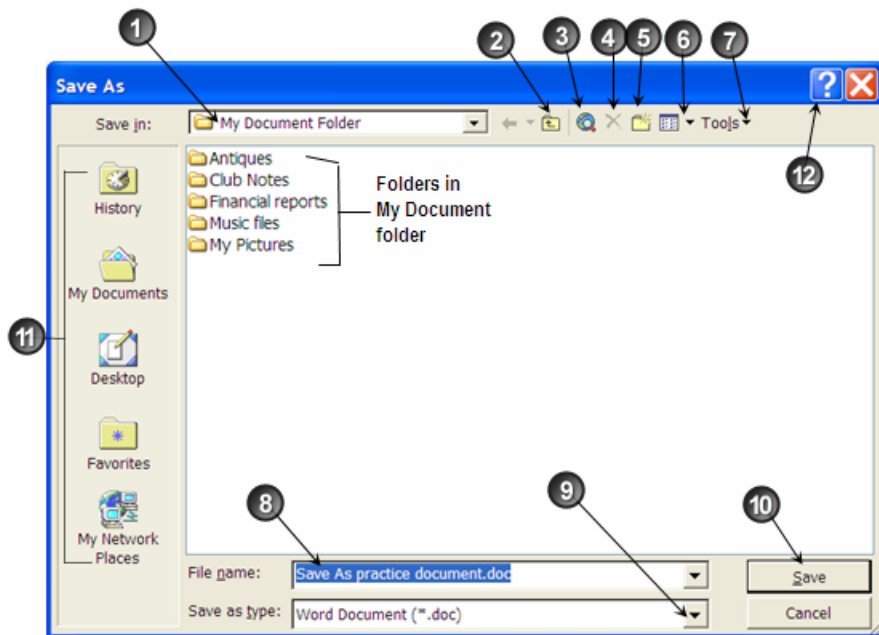 1
2
3
4
5
6
7
Save As
?
Save in:
My Document Folder
Tools
12
History
My Documents
Desktop
Favorites
My Network
Places
11
Antiques
Club Notes
Financial reports
Music files
My Pictures
Folders in
My Document
folder
8
9
10
File name:
Save As practice document.doc
Save
Save as type:
Word Document (*.doc)
Cancel